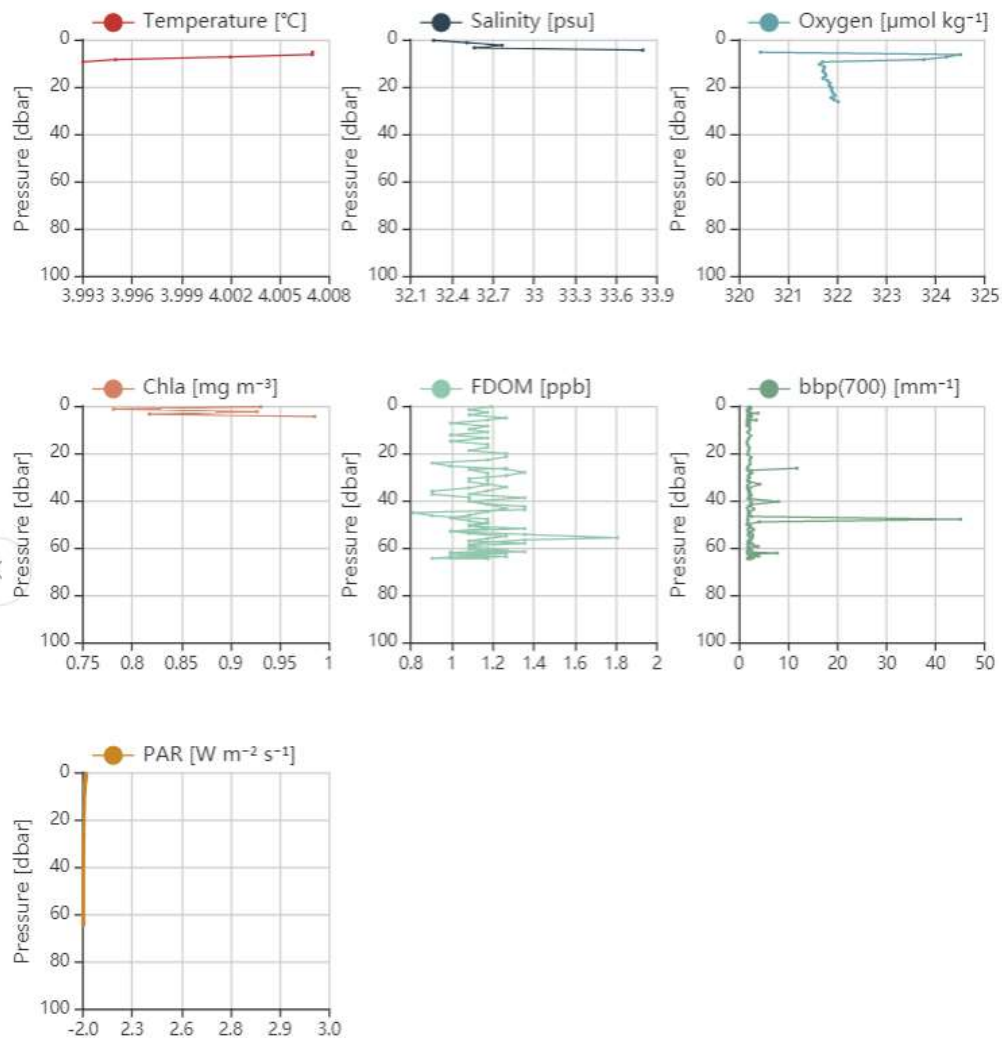 Temperature [℃]
Salinity [psu]
Oxygen [μmol kg⁻¹]
Pressure [dbar]
0
20
40
60
80
100
3.993 3.996 3.999 4.002 4.005 4.008
Pressure [dbar]
0
20
40
60
80
100
32.1 32.4 32.7 33 33.3 33.6 33.9
Pressure [dbar]
0
20
40
60
80
100
320 321 322 323 324 325
Chla [mg m⁻³]
FDOM [ppb]
bbp(700) [mm⁻¹]
Pressure [dbar]
0
20
40
60
80
100
0.75 0.8 0.85 0.9 0.95 1
Pressure [dbar]
0
20
40
60
80
100
0.8 1 1.2 1.4 1.6 1.8 2
Pressure [dbar]
0
20
40
60
80
100
0 10 20 30 40 50
PAR [W m⁻² s⁻¹]
Pressure [dbar]
0
20
40
60
80
100
-2.0 2.3 2.6 2.8 2.9 3.0